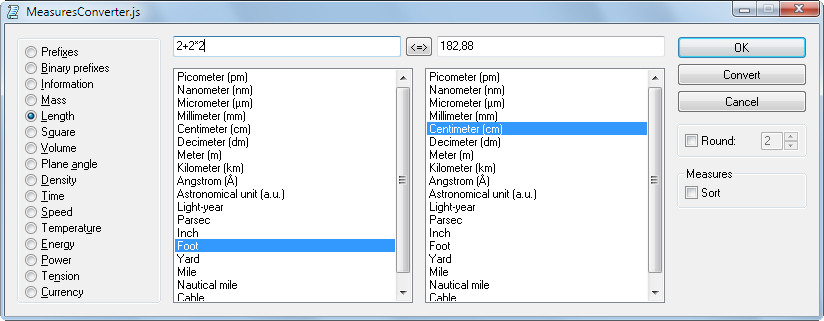 MeasuresConverter.js
Prefixes
Binary prefixes
Information
Mass
Length
Square
Volume
Plane angle
Density
Time
Speed
Temperature
Energy
Power
Tension
Currency
2+2*2
<=>
182,88
Picometer (pm)
Nanometer (nm)
Micrometer (µm)
Millimeter (mm)
Centimeter (cm)
Decimeter (dm)
Meter (m)
Kilometer (km)
Angstrom (Å)
Astronomical unit (a.u.)
Light-year
Parsec
Inch
Foot
Yard
Mile
Nautical mile
Cable
Picometer (pm)
Nanometer (nm)
Micrometer (µm)
Millimeter (mm)
Centimeter (cm)
Decimeter (dm)
Meter (m)
Kilometer (km)
Angstrom (Å)
Astronomical unit (a.u.)
Light-year
Parsec
Inch
Foot
Yard
Mile
Nautical mile
Cable
OK
Convert
Cancel
Round: 2
Measures
Sort